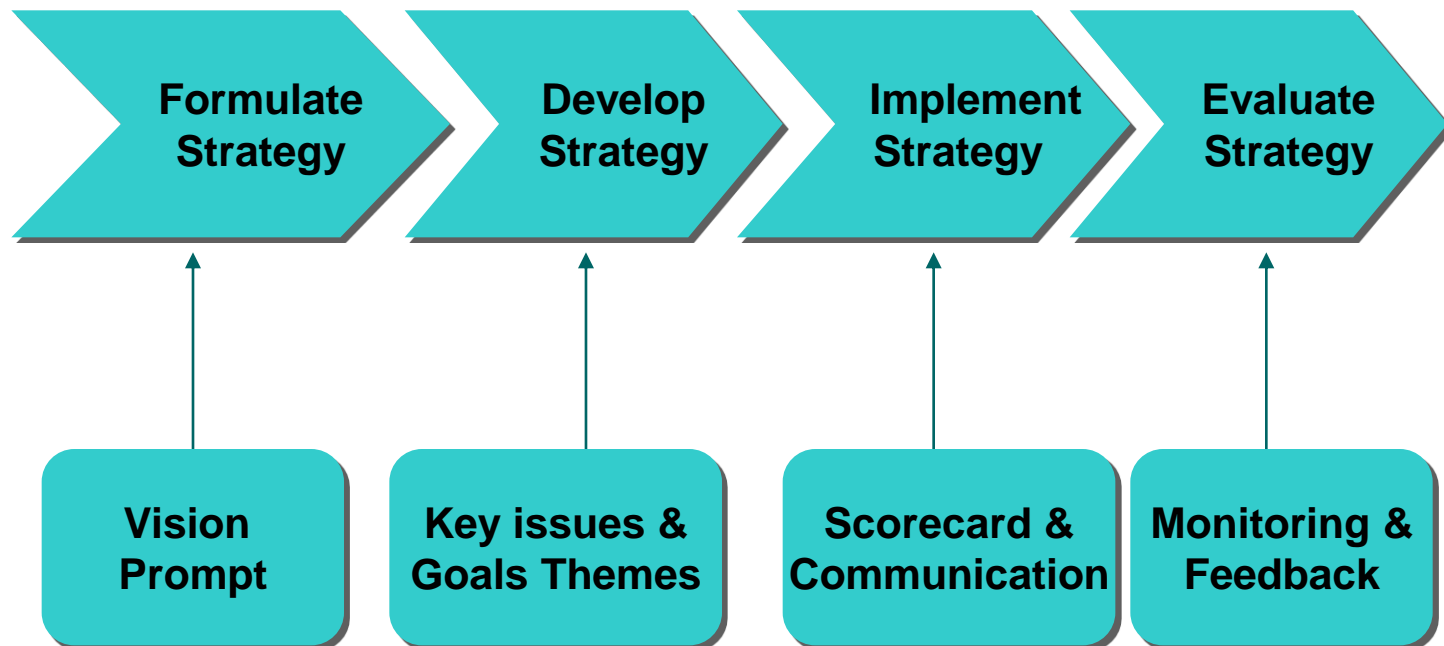 Formulate
Strategy
Develop
Strategy
Implement
Strategy
Evaluate
Strategy
Vision
Prompt
Key issues &
Goals Themes
Scorecard &
Communication
Monitoring &
Feedback